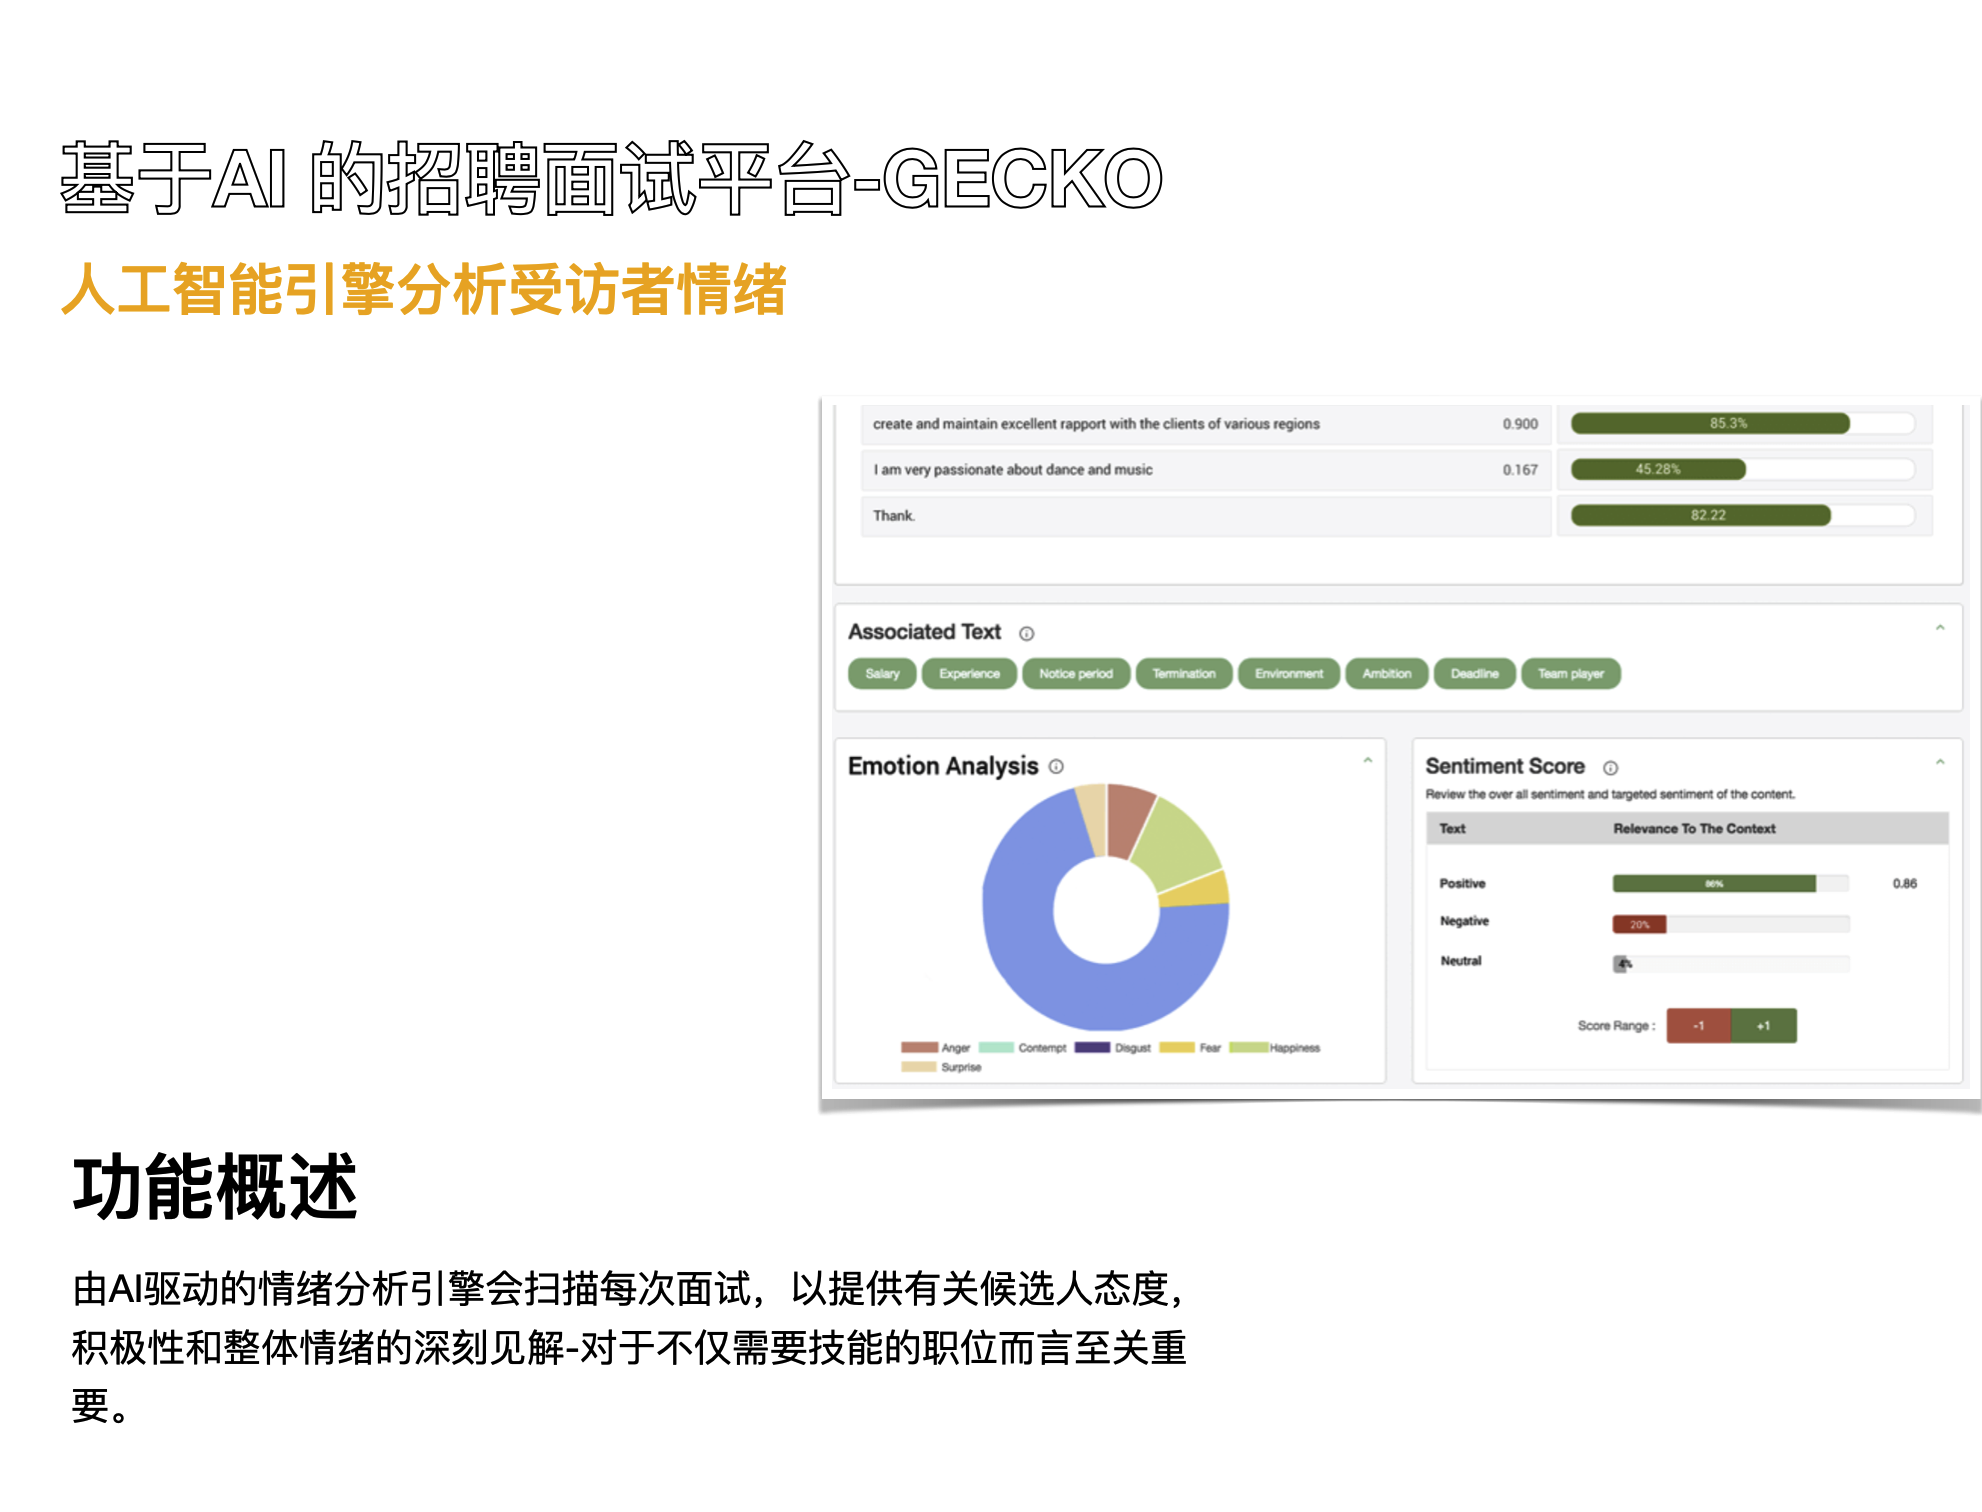 基于AI 的招聘面试平台-GECKO
人工智能引擎分析受访者情绪
create and maintain excellent rapport with the clients of various regions 0.900 85.3%
I am very passionate about dance and music 0.167 45.28%
Thank. 82.22
Associated Text
Salary Experience Notice period Termination Environment Ambition Deadline Team player
Emotion Analysis
Anger Contempt Disgust Fear Happiness
Surprise
Sentiment Score
Review the over all sentiment and targeted sentiment of the content.
Text Relevance To The Context
Positive 86% 0.86
Negative 20%
Neutral 4%
Score Range : -1 +1
功能概述
由AI驱动的情绪分析引擎会扫描每次面试，以提供有关候选人态度，
积极性和整体情绪的深刻见解-对于不仅需要技能的职位而言至关重
要。